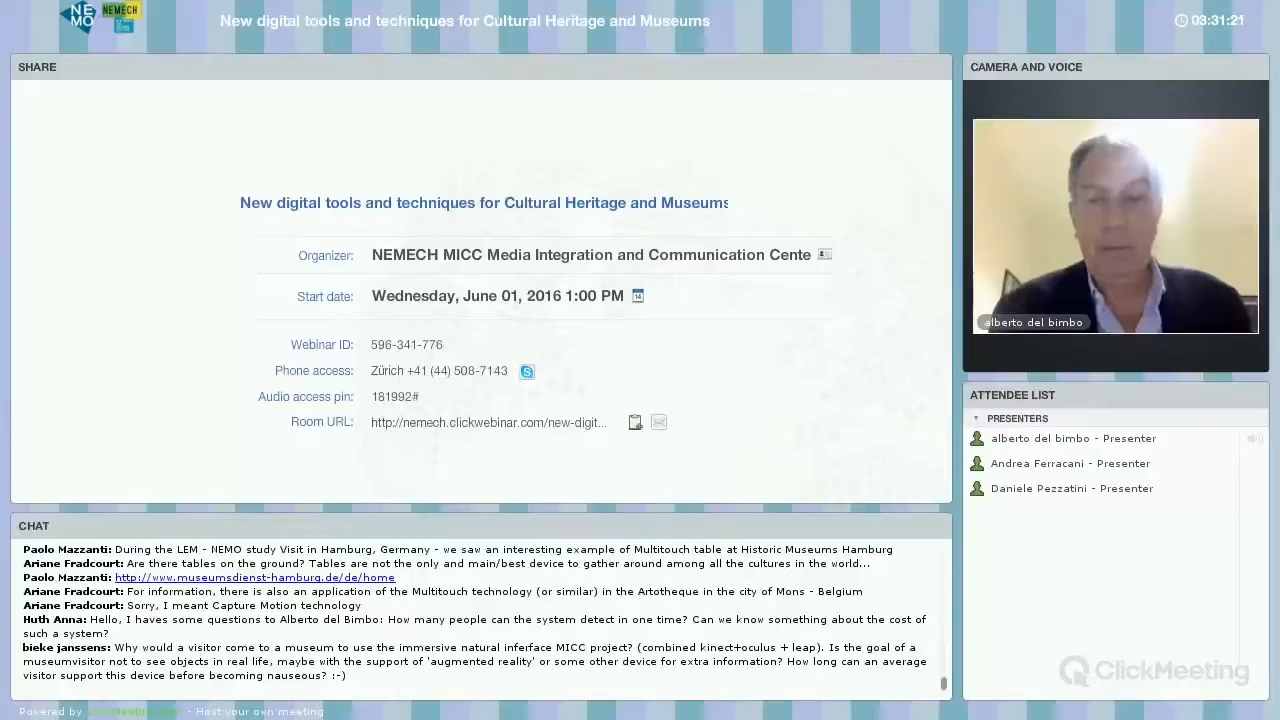 NE
MO
NEMECH
New digital tools and techniques for Cultural Heritage and Museums
03:31:21
SHARE
New digital tools and techniques for Cultural Heritage and Museums
Organizer: NEMECH MICC Media Integration and Communication Cente
Start date: Wednesday, June 01, 2016 1:00 PM
14
Webinar ID: 596-341-776
Phone access: Zürich +41 (44) 508-7143
Audio access pin: 181992#
Room URL: http://nemech.clickwebinar.com/new-digit...
CAMERA AND VOICE
alberto del bimbo
ATTENDEE LIST
PRESENTERS
alberto del bimbo - Presenter
Andrea Ferracani - Presenter
Daniele Pezzatini - Presenter
ClickMeeting
CHAT
Paolo Mazzanti: During the LEM - NEMO study Visit in Hamburg, Germany - we saw an interesting example of Multitouch table at Historic Museums Hamburg
Ariane Fradcourt: Are there tables on the ground? Tables are not the only and main/best device to gather around among all the cultures in the world...
Paolo Mazzanti: http://www.museumsdienst-hamburg.de/de/home
Ariane Fradcourt: For information, there is also an application of the Multitouch technology (or similar) in the Artotheque in the city of Mons - Belgium
Ariane Fradcourt: Sorry, I meant Capture Motion technology
Huth Anna: Hello, I haves some questions to Alberto del Bimbo: How many people can the system detect in one time? Can we know something about the cost of
such a system?
bieke janssens: Why would a visitor come to a museum to use the immersive natural inferface MICC project? (combined kinect+oculus + leap). Is the goal of a
museumvisitor not to see objects in real life, maybe with the support of 'augmented reality' or some other device for extra information? How long can an average
visitor support this device before becoming nauseous? :-)
Powered by - Host your own meeting